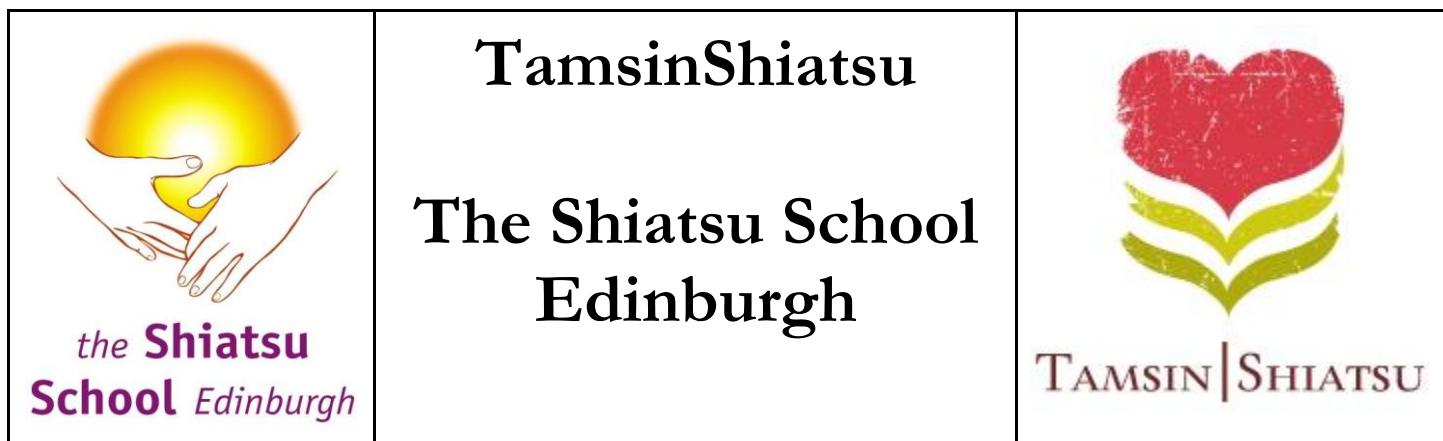 the Shiatsu
School Edinburgh
TamsinShiatsu
The Shiatsu School
Edinburgh
TAMSIN|SHIATSU